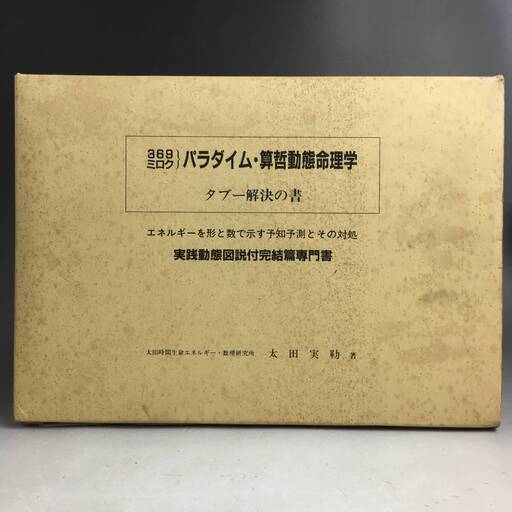 369
ミロク}パラダイム・算哲動態命理学
タブー解決の書
エネルギーを形と数で示す予知予測とその対処
実践動態図説付完結篇専門書
太田時間生命エネルギー・数理研究所 太田実勒 著